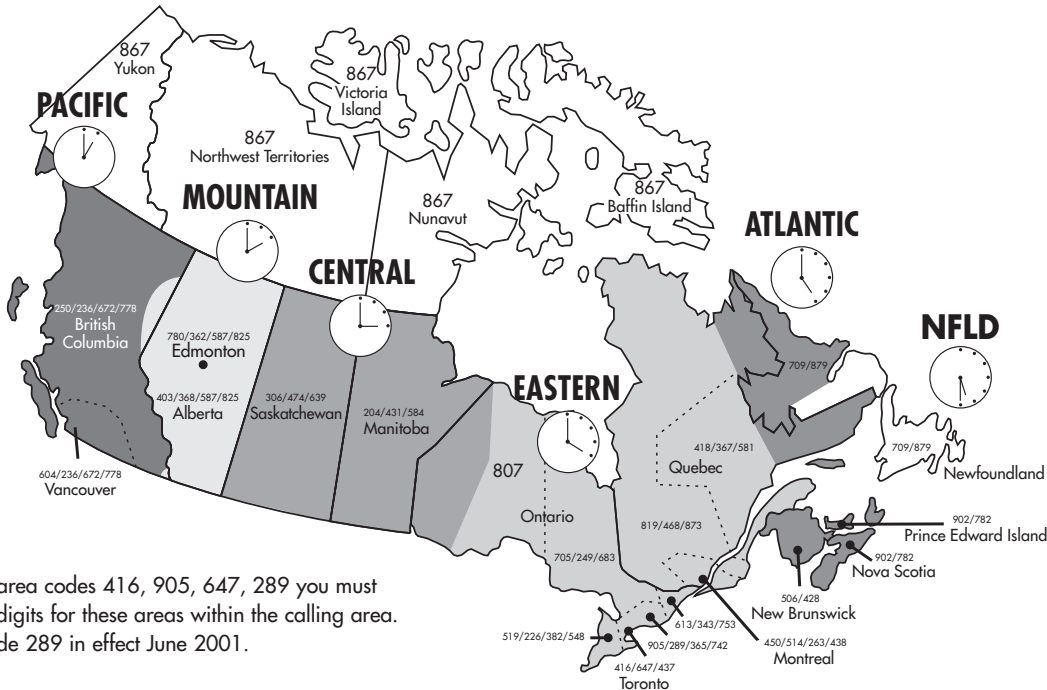 867
Yukon
PACIFIC
867
Victoria
Island
867
Northwest Territories
MOUNTAIN
867
Nunavut
867
Baffin Island
ATLANTIC
CENTRAL
NFLD
EASTERN
250/236/672/778
British
Columbia
780/362/587/825
Edmonton
403/368/587/825
Alberta
306/474/639
Saskatchewan
204/431/584
Manitoba
807
Ontario
705/249/683
418/367/581
Quebec
819/468/873
709/879
709/879
Newfoundland
604/236/672/778
Vancouver
902/782
Prince Edward Island
902/782
Nova Scotia
506/428
New Brunswick
613/343/753
905/289/365/742
519/226/382/548
416/647/437
Toronto
450/514/263/438
Montreal
area codes 416, 905, 647, 289 you must
digits for these areas within the calling area.
de 289 in effect June 2001.